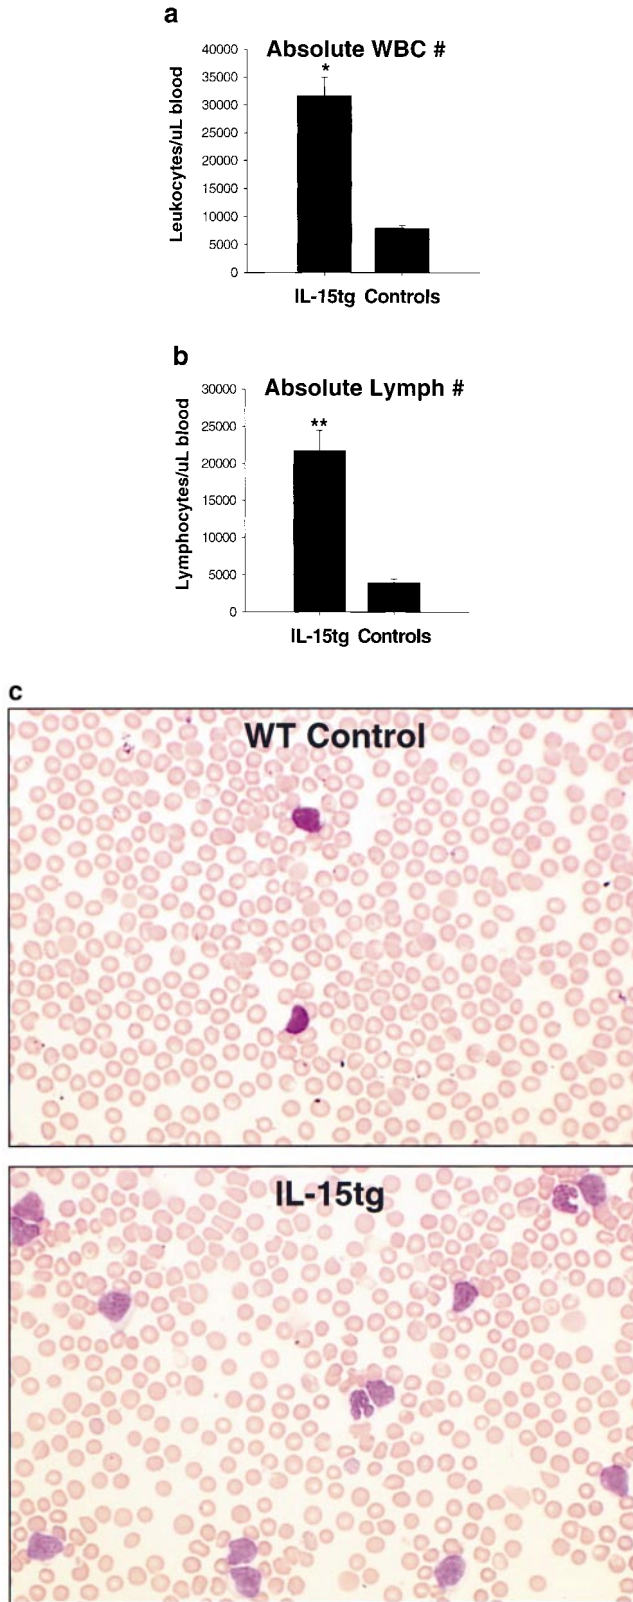 a
Absolute WBC #
40000
35000
30000
25000
20000
15000
10000
5000
0
Leukocytes/uL blood
*
IL-15tg Controls
b
Absolute Lymph #
30000
25000
20000
15000
10000
5000
0
Lymphocytes/uL blood
**
IL-15tg Controls
c
WT Control
IL-15tg